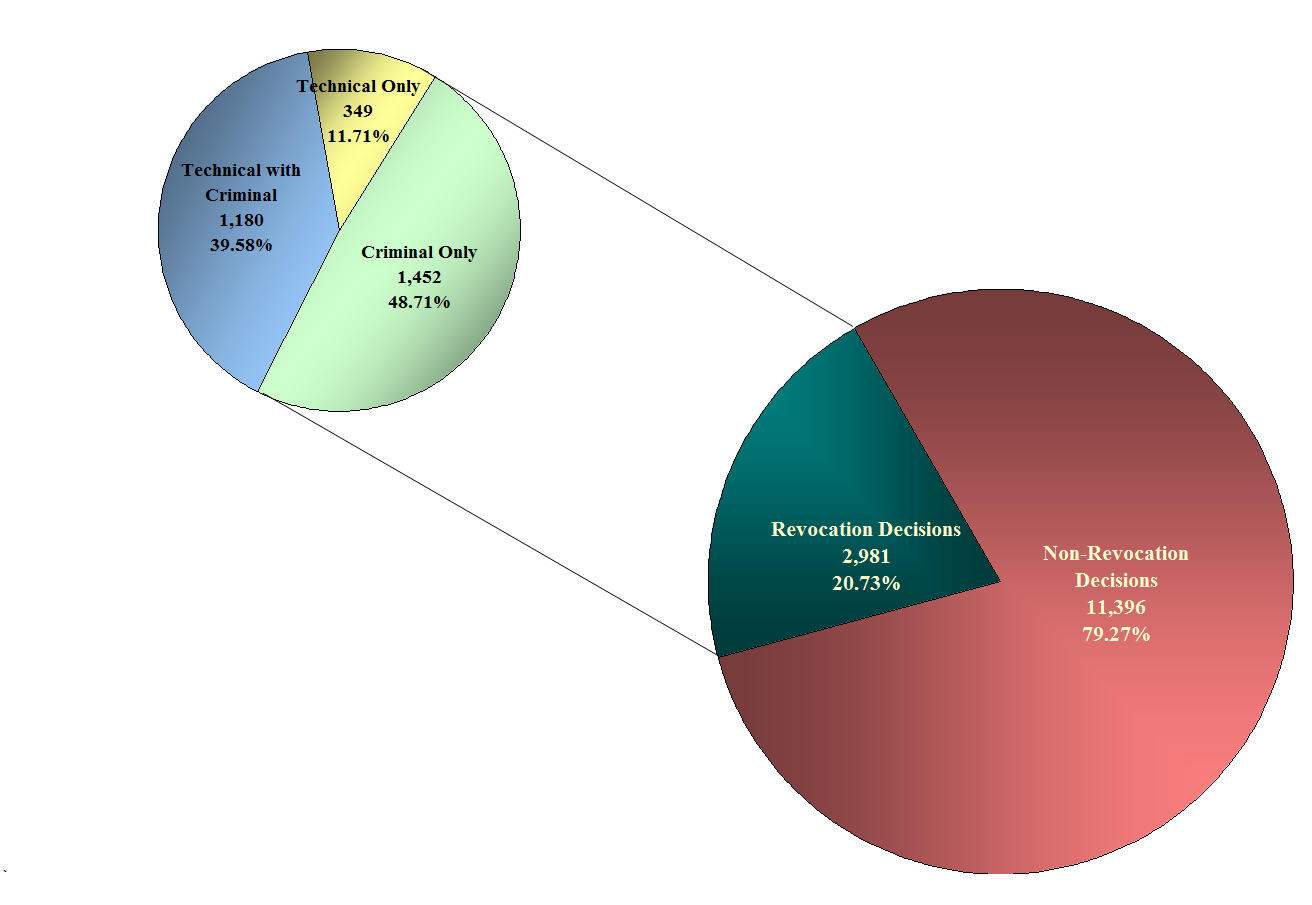 Technical Only
349
11.71%
Technical with
Criminal
1,180
39.58%
Criminal Only
1,452
48.71%
Revocation Decisions
2,981
20.73%
Non-Revocation
Decisions
11,396
79.27%
`